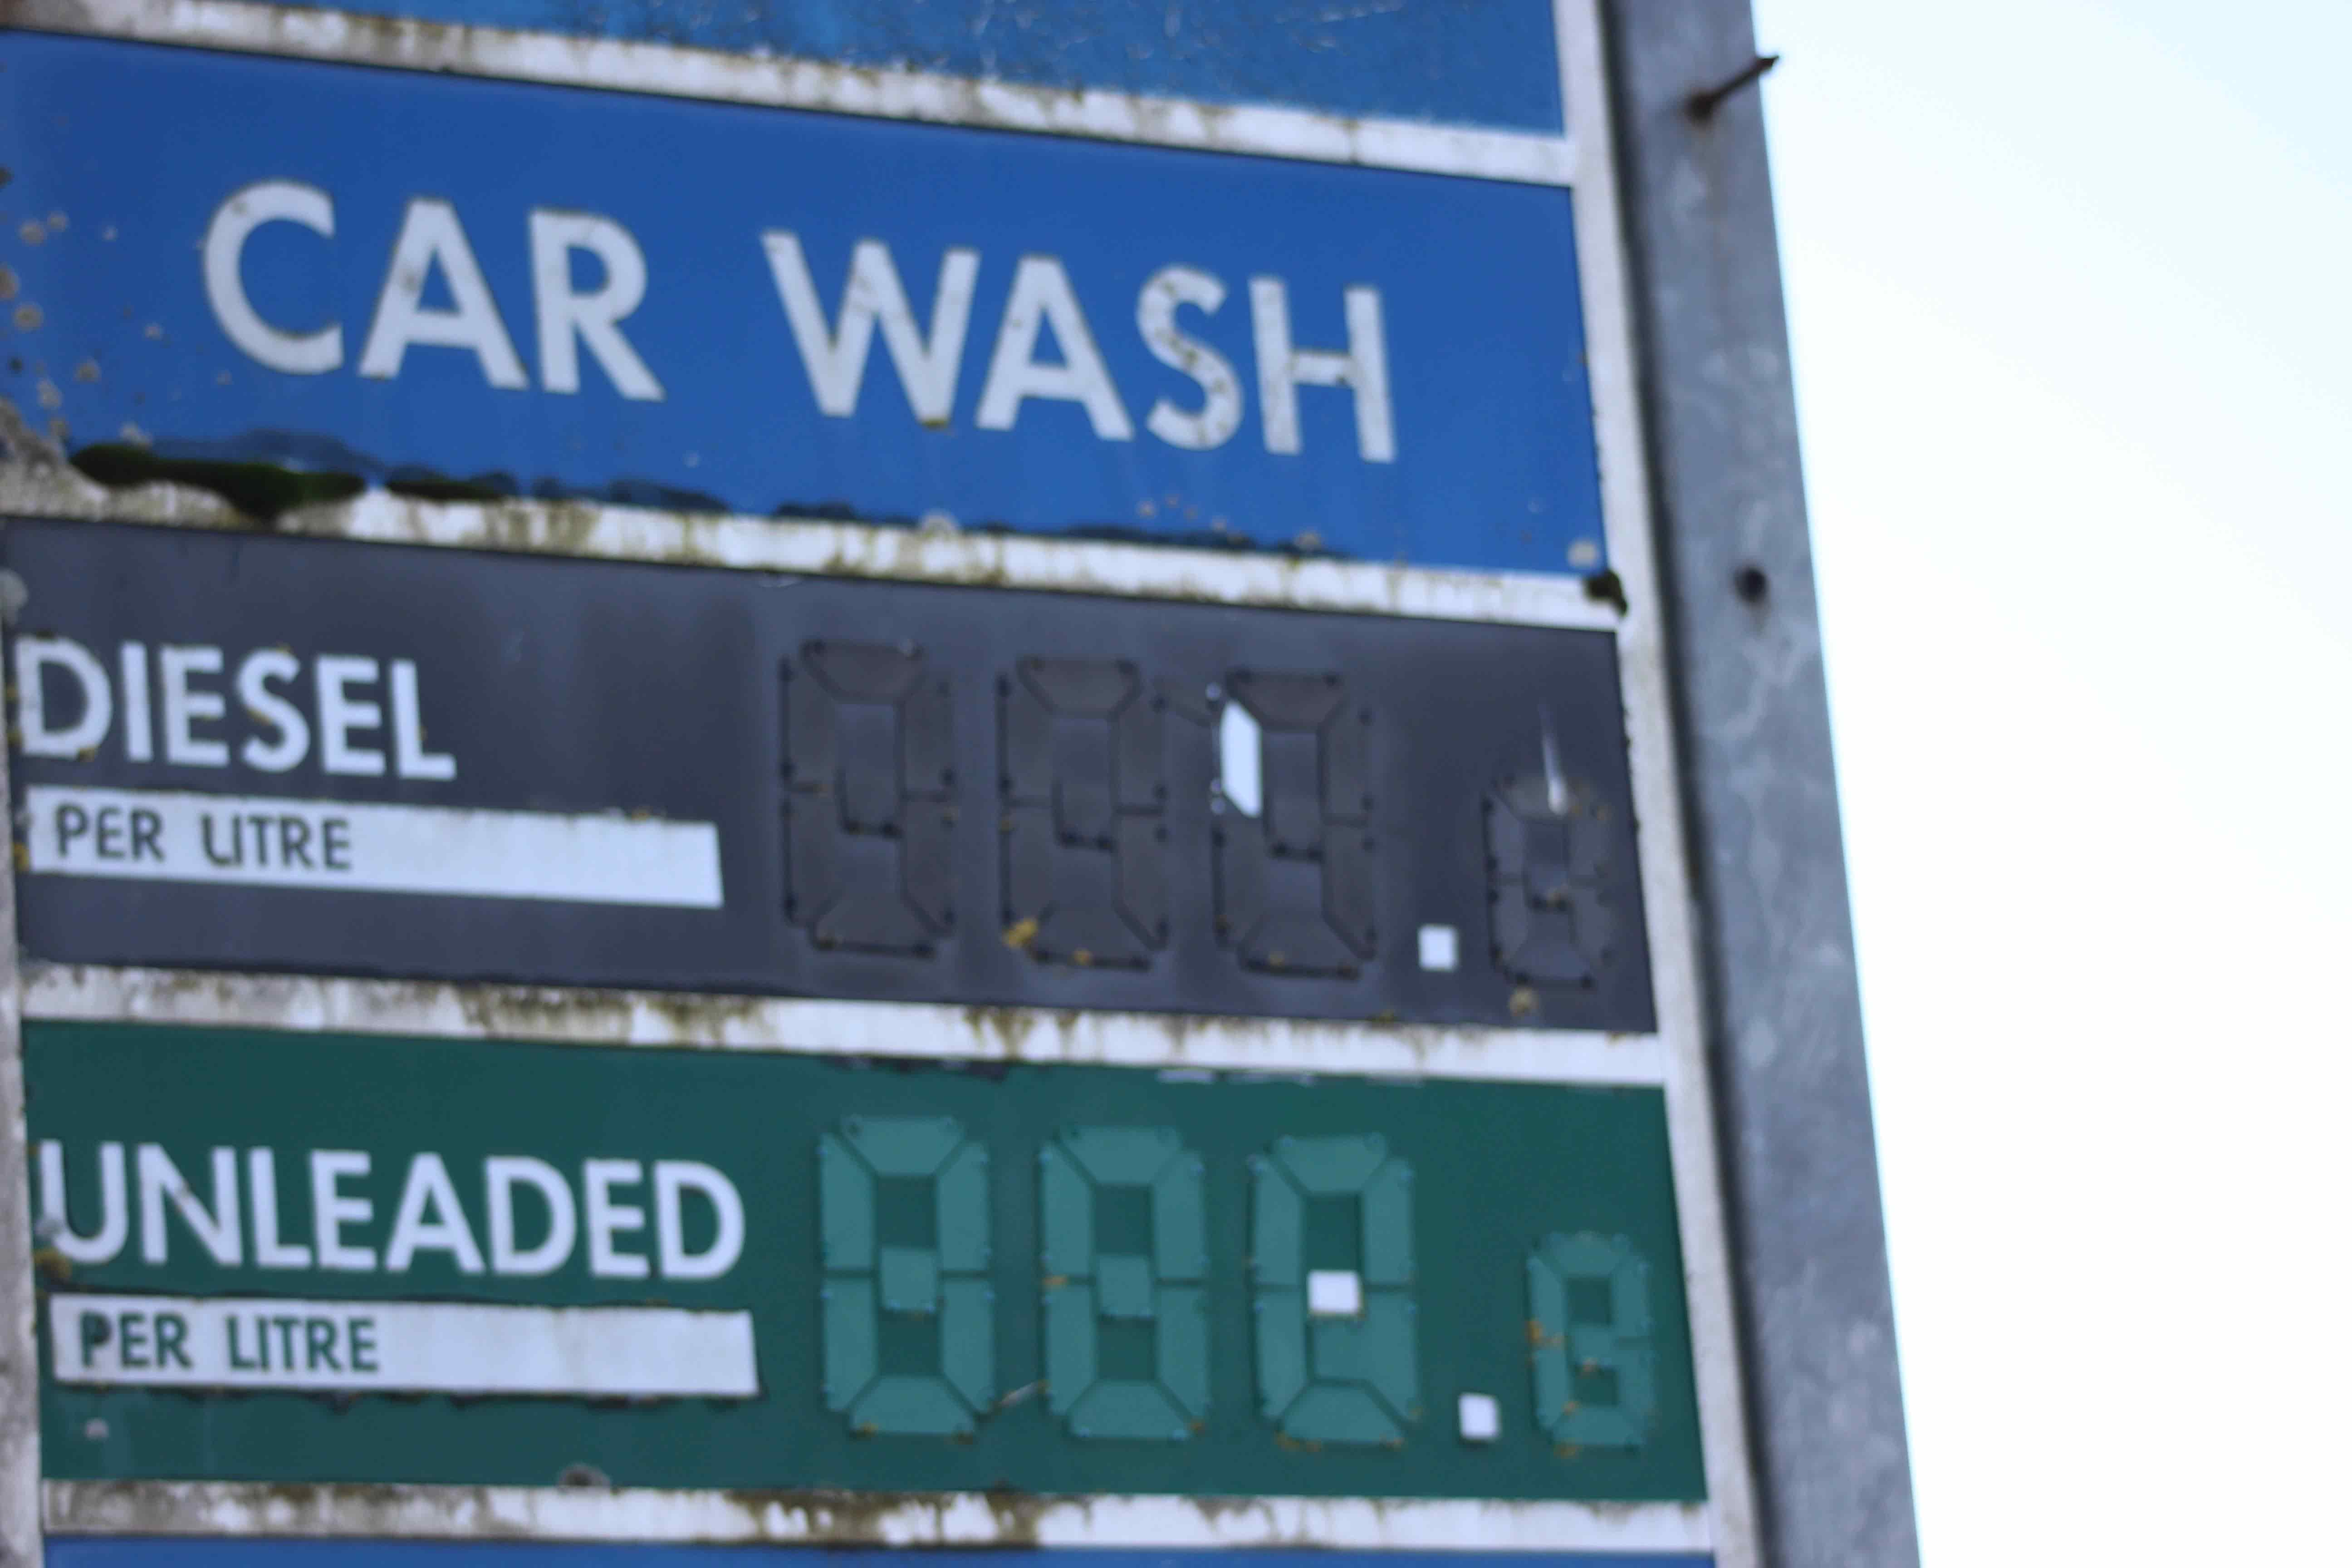 CAR WASH
DIESEL
PER LITRE
UNLEADED
PER LITRE